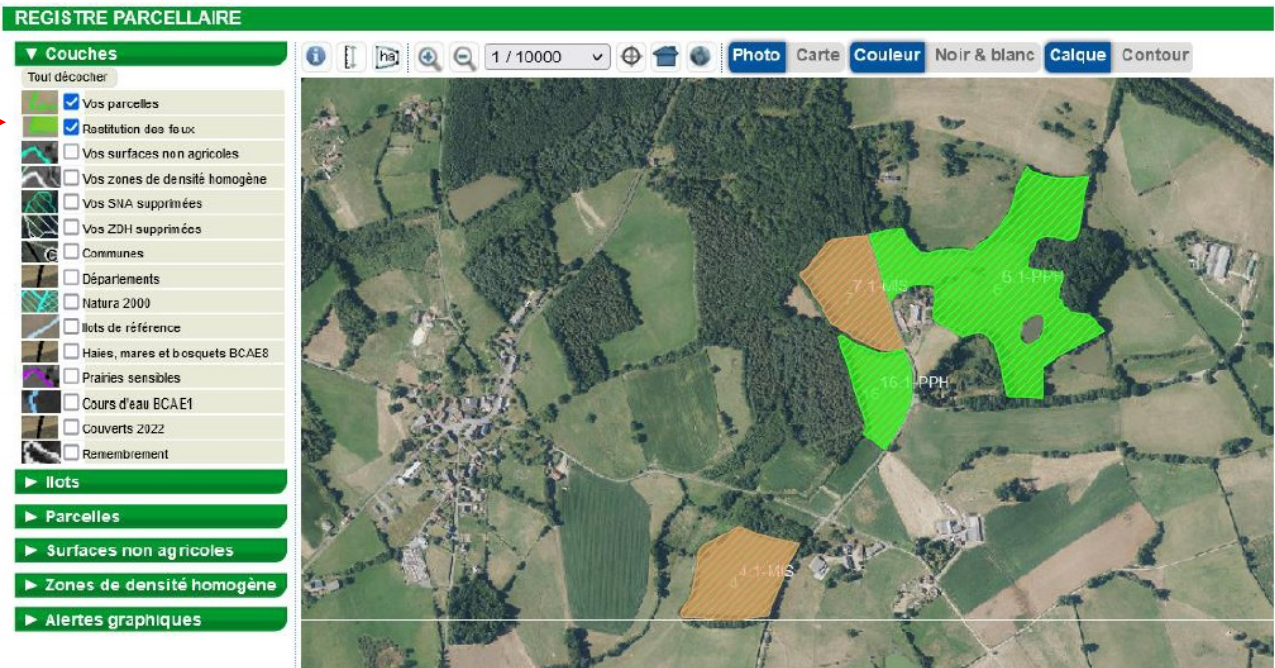 REGISTRE PARCELLAIRE
▼ Couches
Tout décocher
Vos parcelles
Restitution des feux
Vos surfaces non agricoles
Vos zones de densité homogène
Vos SNA supprimées
Vos ZDH supprimées
Communes
Départements
Natura 2000
Ilots de référence
Haies, mares et bosquets BCAE8
Prairies sensibles
Cours d'eau BCAE1
Couverts 2022
Remembrement
► Ilots
► Parcelles
► Surfaces non agricoles
► Zones de densité homogène
► Alertes graphiques
ha 1 / 10000 Photo Carte Couleur Noir & blanc Calque Contour
6.1-PPH
7.1-MIS
7
16.1-PPH
16
4.1-MIS
4